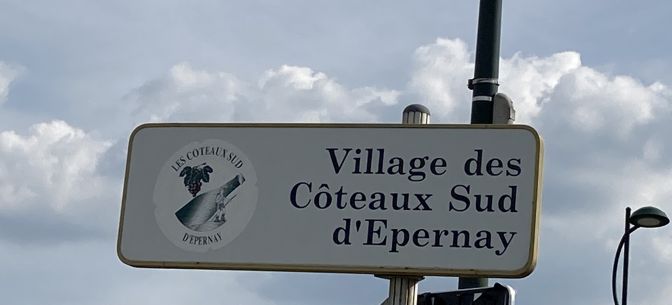 LES COTEAUX SUD
D'EPERNAY
Village des
Côteaux Sud
d'Epernay